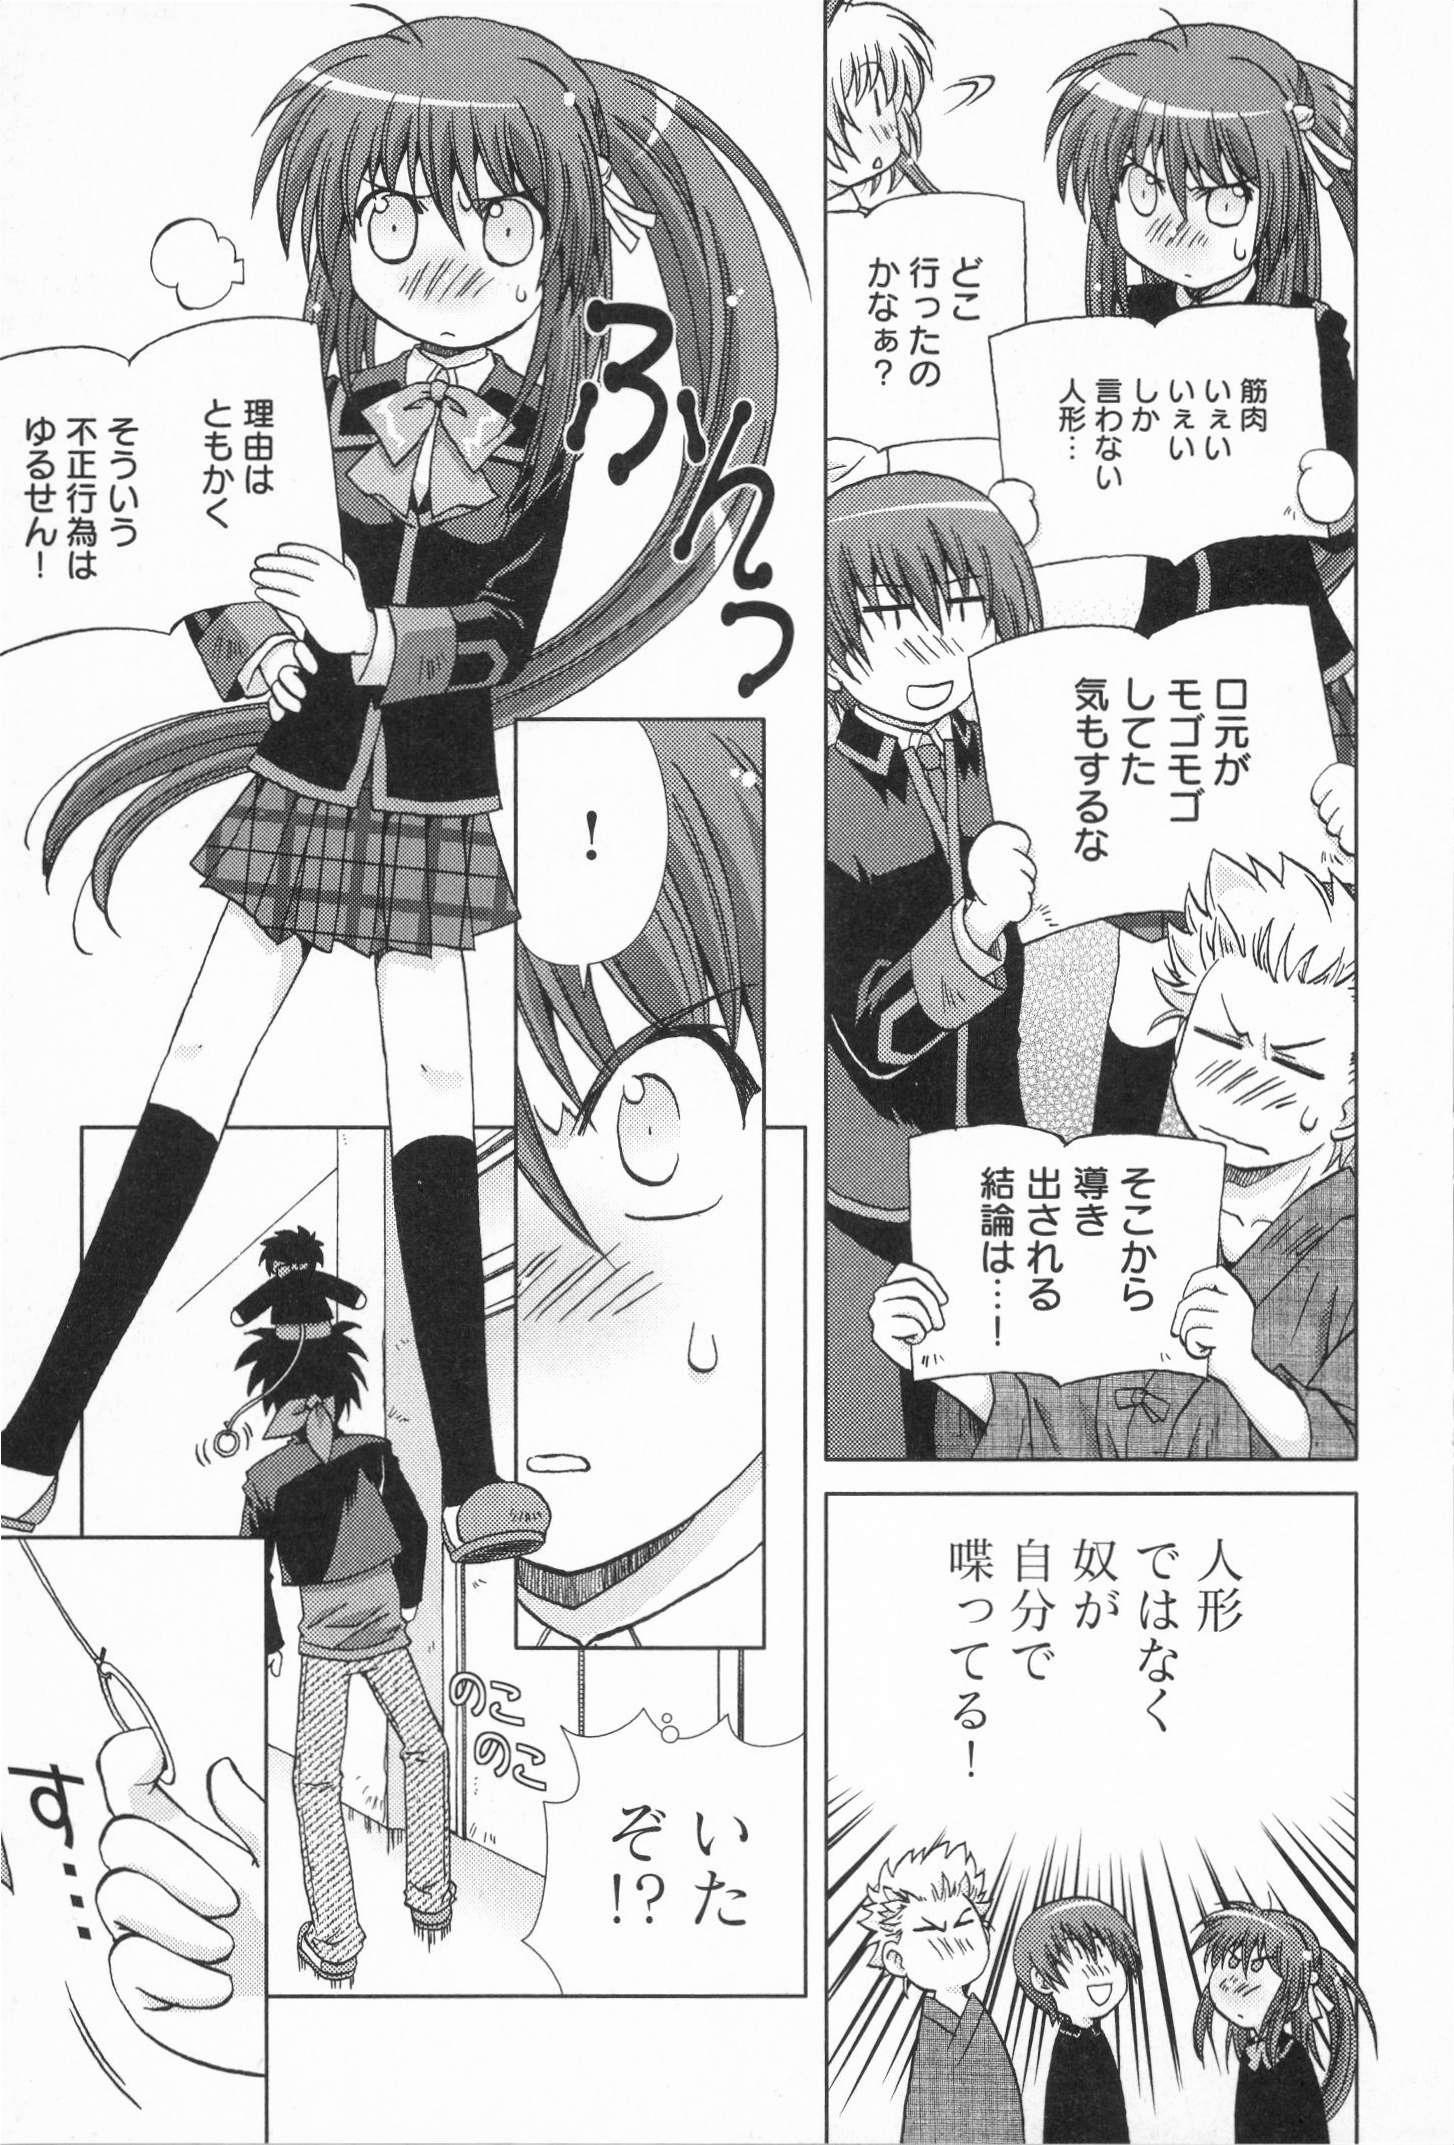 筋肉
いぇい
いぇい
しか
言わない
人形…
どこ
行ったの
かなぁ？
口元が
モゴモゴ
してた
気もするな
そこから
導き
出される
結論は…！
人形
ではなく
奴が
自分で
喋ってる！
ぷんっ
理由は
ともかく
そういう
不正行為は
ゆるせん！
！
のこ
のこ
いた
ぞ!?
す…